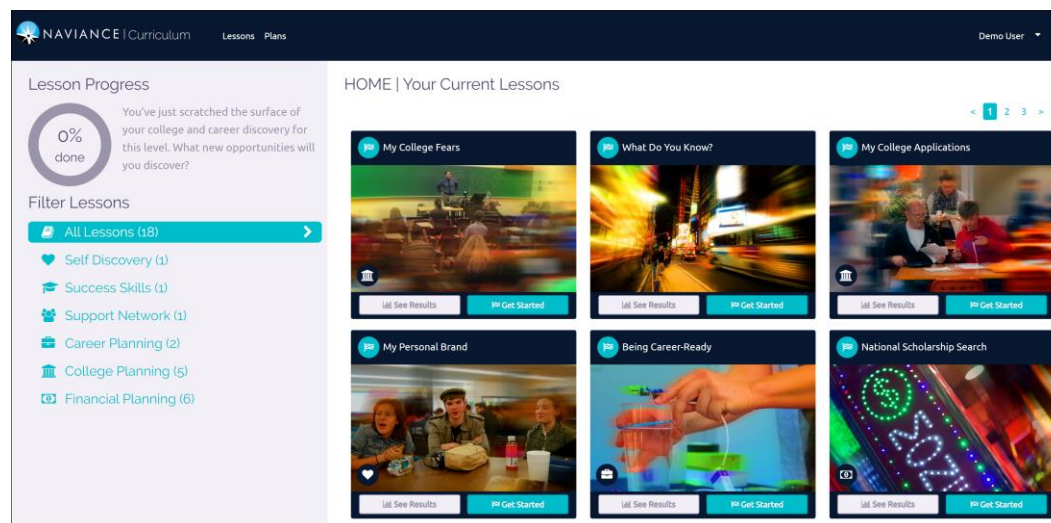 NAVIANCE | Curriculum
Lessons Plans
Demo User
Lesson Progress
0%
done
You've just scratched the surface of
your college and career discovery for
this level. What new opportunities will
you discover?
Filter Lessons
All Lessons (18)
Self Discovery (1)
Success Skills (1)
Support Network (1)
Career Planning (2)
College Planning (5)
Financial Planning (6)
HOME | Your Current Lessons
< 1 2 3 >
My College Fears
See Results
Get Started
What Do You Know?
See Results
Get Started
My College Applications
See Results
Get Started
My Personal Brand
See Results
Get Started
Being Career-Ready
See Results
Get Started
National Scholarship Search
See Results
Get Started